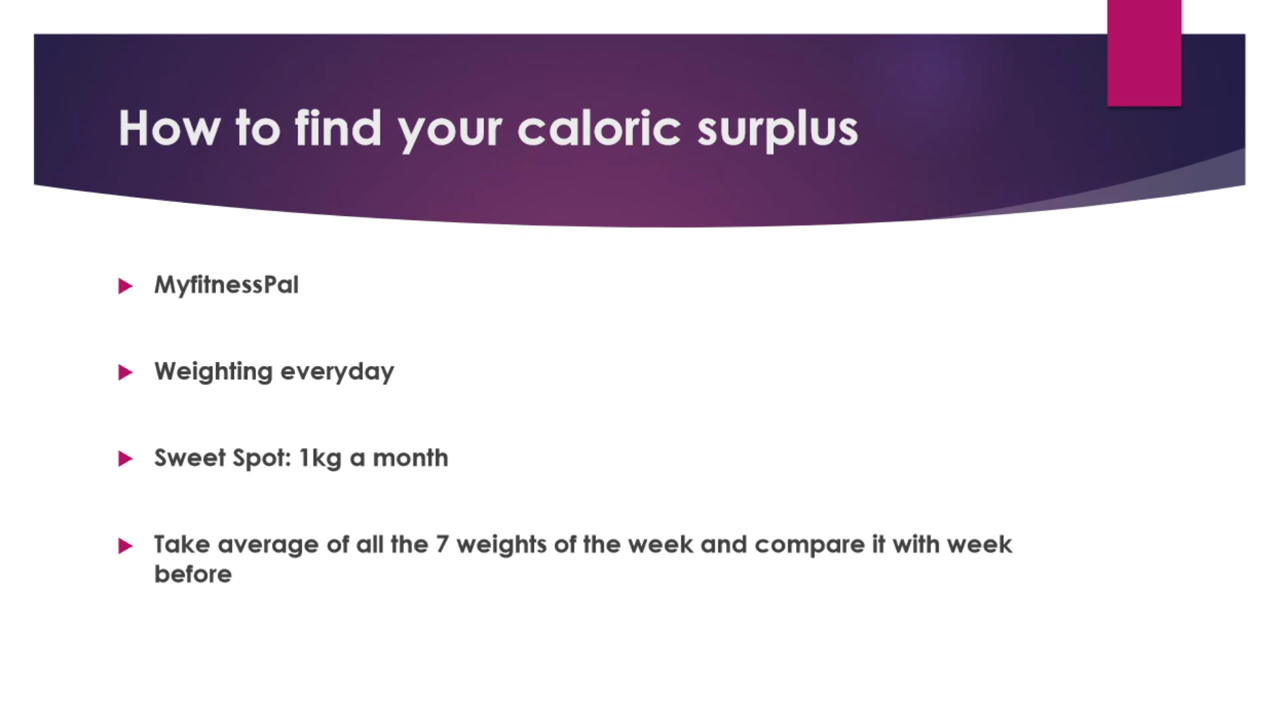 How to find your caloric surplus
MyfitnessPal
Weighting everyday
Sweet Spot: 1kg a month
Take average of all the 7 weights of the week and compare it with week
before